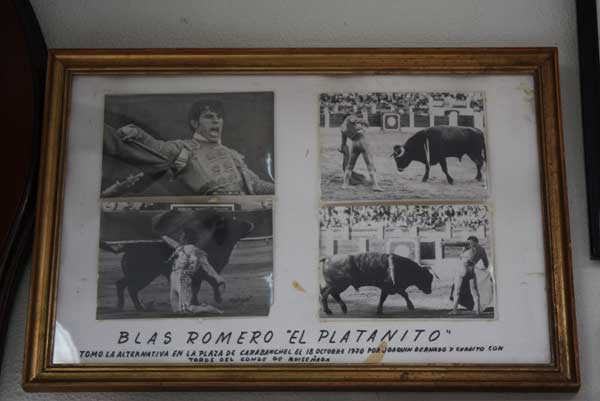 BLAS ROMERO "EL PLATANITO"
TOMO LA ALTERNATIVA EN LA PLAZA DE CARABANCHEL EL 18 OCTUBRE 1970 POR JOAQUIN BERNADO Y CURRITO CON
TOROS DEL CONDE DE RUISEÑADA